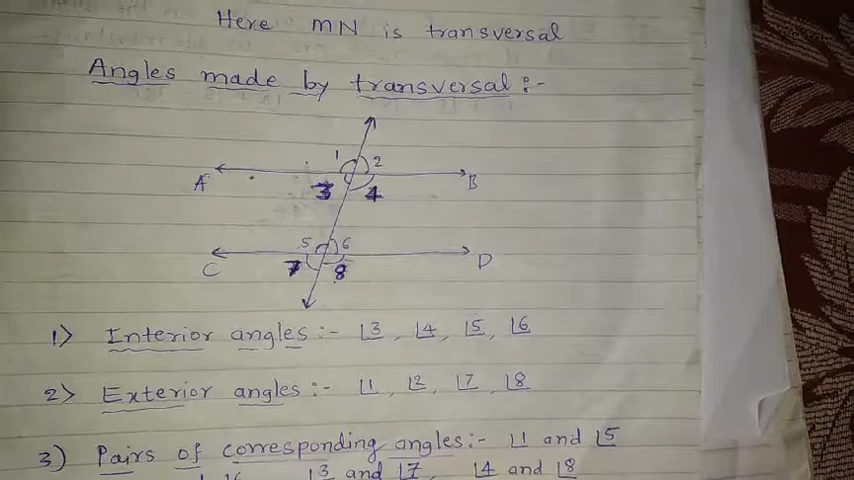 Here MN is transversal
Angles made by transversal :-
1 2
A B
3 4
5 6
C D
7 8
1) Interior angles :- ∠3, ∠4, ∠5, ∠6
2) Exterior angles :- ∠1, ∠2, ∠7, ∠8
3) Pairs of corresponding angles :- ∠1 and ∠5
∠3 and ∠7, ∠4 and ∠8